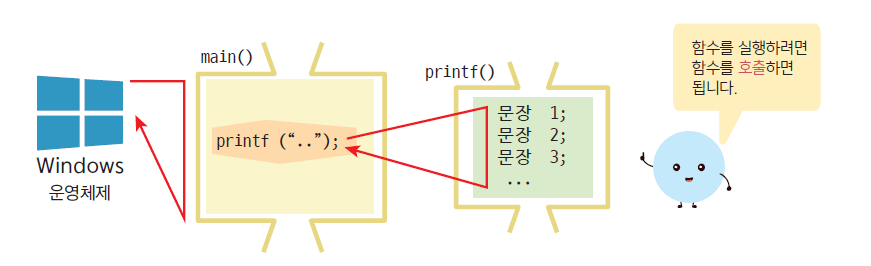 main()
printf (“..”);
Windows
운영체제
printf()
문장 1;
문장 2;
문장 3;
...
함수를 실행하려면
함수를 호출하면
됩니다.